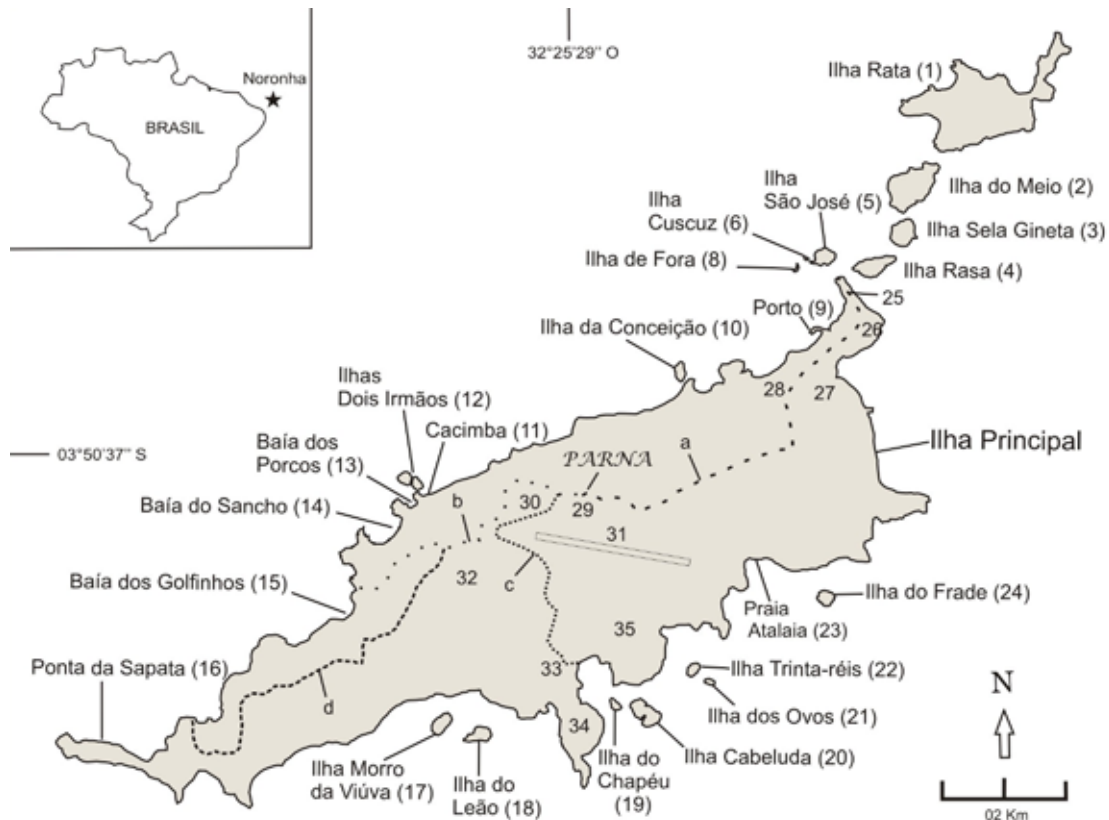 32°25'29'' O
Noronha
BRASIL
Ilha Rata (1)
Ilha do Meio (2)
Ilha
São José (5)
Ilha
Cuscuz (6)
Ilha Sela Gineta (3)
Ilha de Fora (8)
Ilha Rasa (4)
25
Porto (9)
26
Ilha da Conceição (10)
28
27
Ilhas
Dois Irmãos (12)
Cacimba (11)
Ilha Principal
03°50'37'' S
Baía dos
Porcos (13)
a
PARNA
Baía do Sancho (14)
b
30
29
31
32
c
Baía dos Golfinhos (15)
Ilha do Frade (24)
Praia
Atalaia (23)
35
Ponta da Sapata (16)
33
Ilha Trinta-réis (22)
d
Ilha dos Ovos (21)
34
Ilha Cabeluda (20)
Ilha Morro
da Viúva (17)
Ilha do
Leão (18)
Ilha do
Chapéu
(19)
N
02 Km